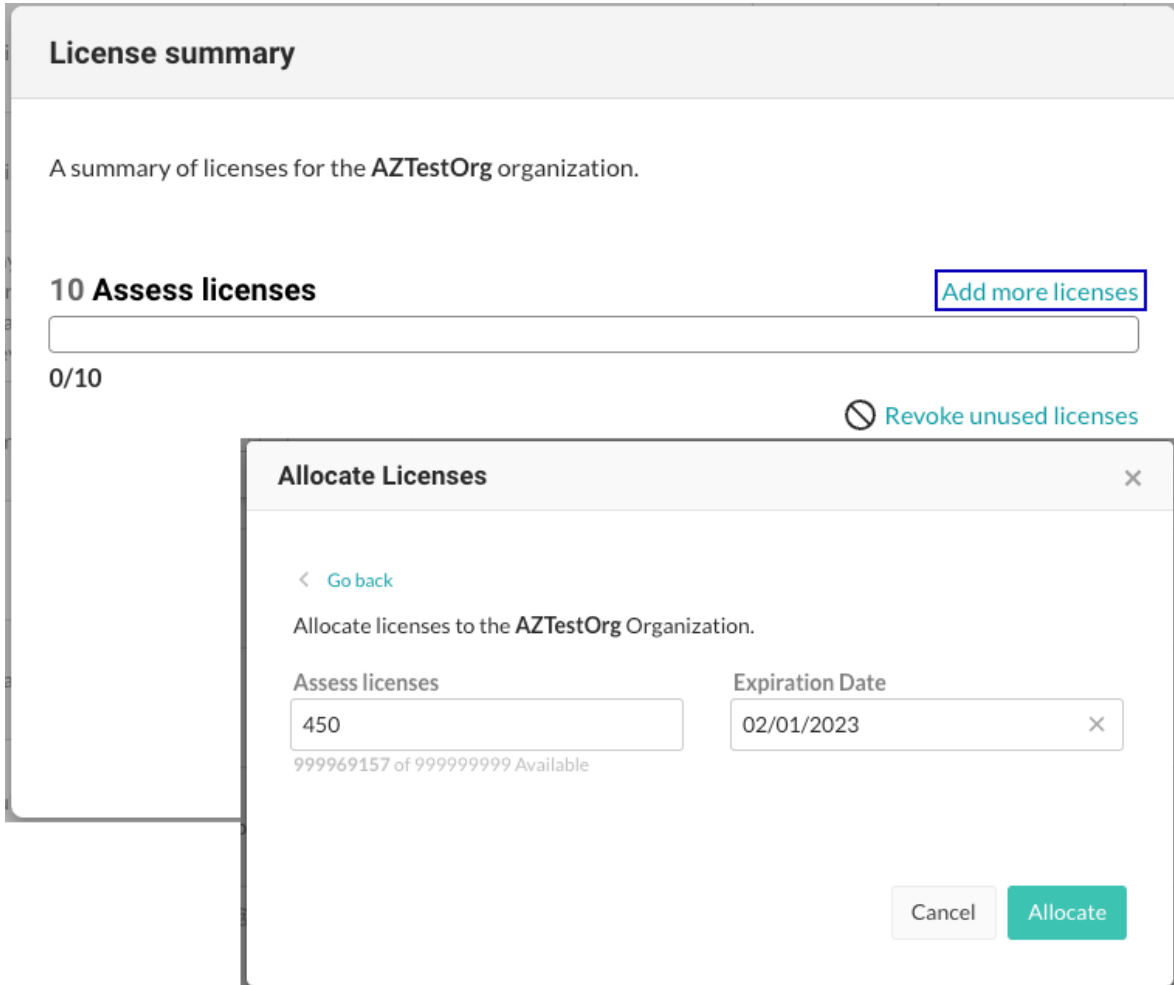 License summary
A summary of licenses for the AZTestOrg organization.
10 Assess licenses
Add more licenses
0/10
Revoke unused licenses
Allocate Licenses
Go back
Allocate licenses to the AZTestOrg Organization.
Assess licenses
Expiration Date
450
02/01/2023
999969157 of 999999999 Available
Cancel
Allocate